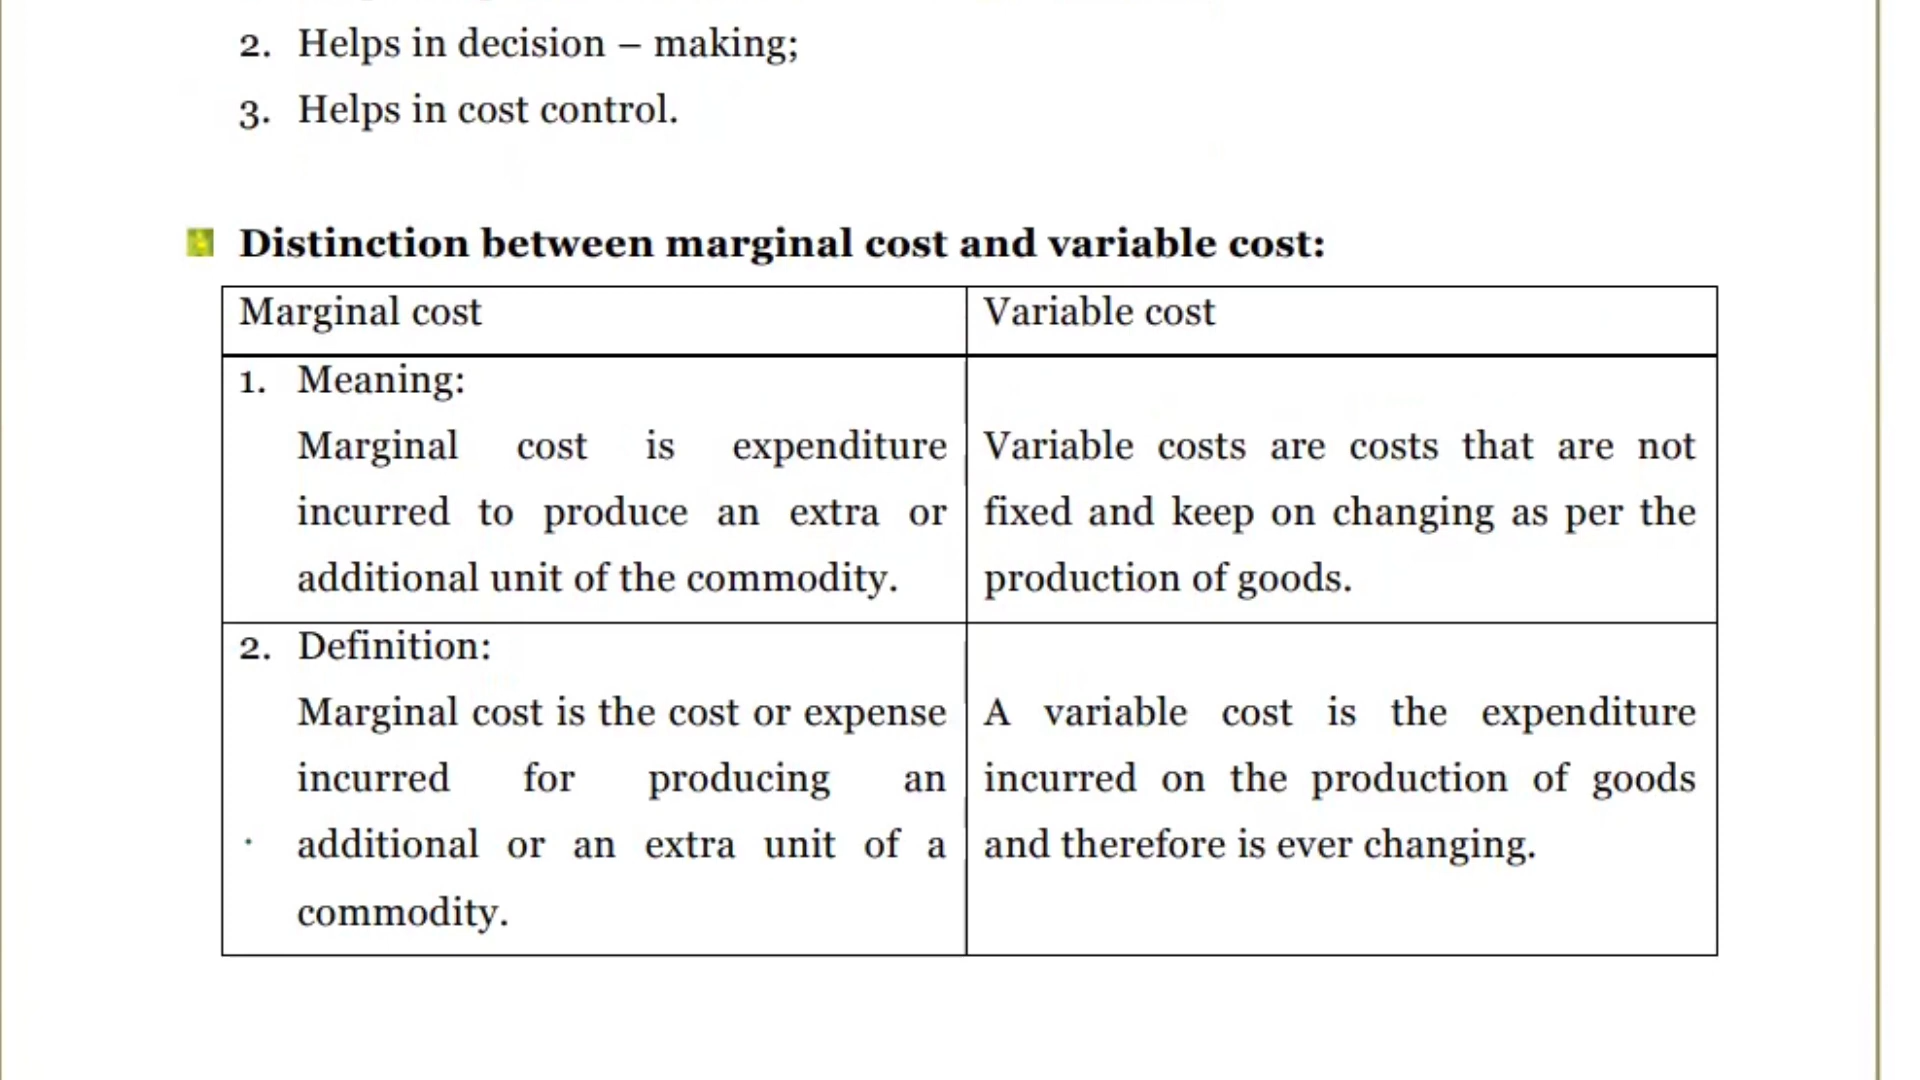 2. Helps in decision – making;
3. Helps in cost control.
Distinction between marginal cost and variable cost:
Marginal cost
Variable cost
1. Meaning:
Marginal cost is expenditure
incurred to produce an extra or
additional unit of the commodity.
Variable costs are costs that are not
fixed and keep on changing as per the
production of goods.
2. Definition:
Marginal cost is the cost or expense
incurred for producing an
additional or an extra unit of a
commodity.
A variable cost is the expenditure
incurred on the production of goods
and therefore is ever changing.